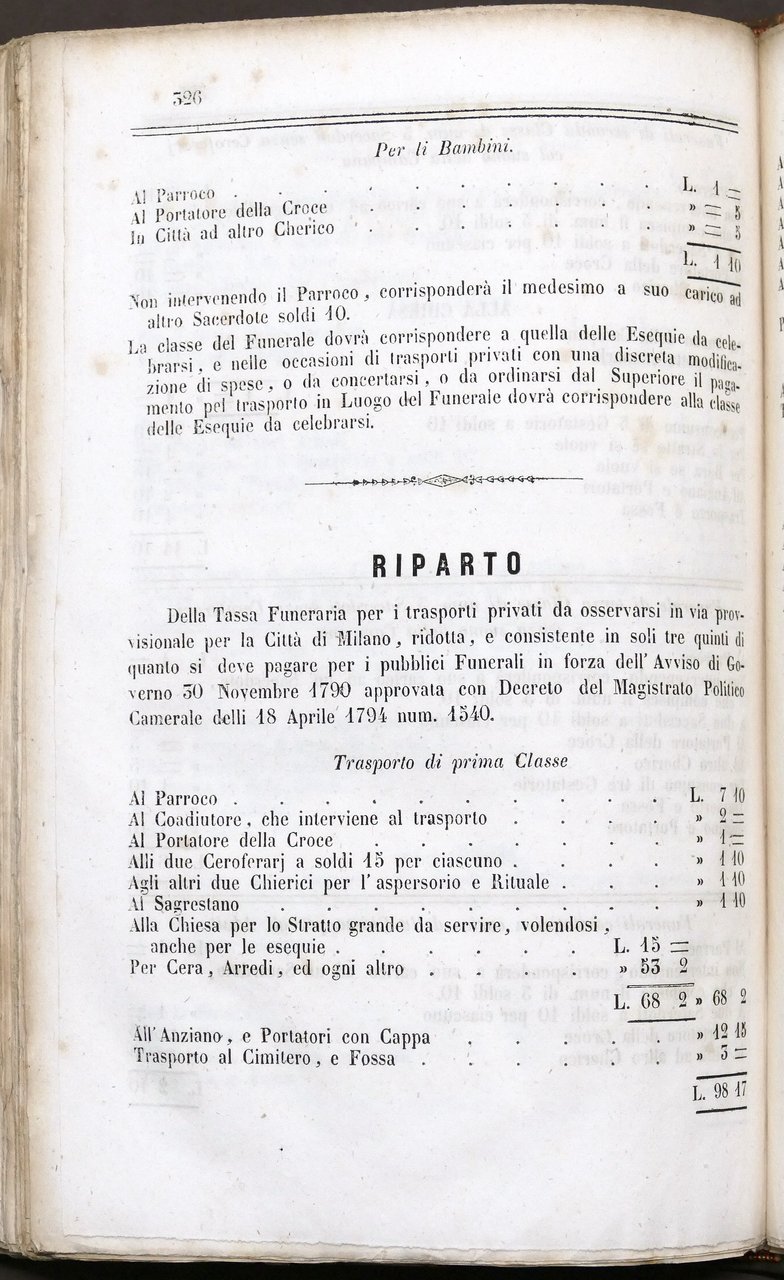 326
Per li Bambini.
Al Parroco . . . . . . . . . L. 1 =
Al Portatore della Croce . . . . . . . » = 5
In Città ad altro Cherico . . . . . . . » = 5
L. 1 10
Non intervenendo il Parroco, corrisponderà il medesimo a suo carico ad
altro Sacerdote soldi 10.
La classe del Funerale dovrà corrispondere a quella delle Esequie da cele-
brarsi, e nelle occasioni di trasporti privati con una discreta modifica-
zione di spese, o da concertarsi, o da ordinarsi dal Superiore il paga-
mento pel trasporto in Luogo del Funerale dovrà corrispondere alla classe
delle Esequie da celebrarsi.
RIPARTO
Della Tassa Funeraria per i trasporti privati da osservarsi in via prov-
visionale per la Città di Milano, ridotta, e consistente in soli tre quinti di
quanto si deve pagare per i pubblici Funerali in forza dell'Avviso di Go-
verno 30 Novembre 1790 approvata con Decreto del Magistrato Politico
Camerale delli 18 Aprile 1794 num. 1540.
Trasporto di prima Classe
Al Parroco . . . . . . . . . . L. 7 10
Al Coadiutore, che interviene al trasporto . . . . » 2 =
Al Portatore della Croce . . . . . . . » 1 =
Alli due Ceroferarj a soldi 15 per ciascuno . . . . » 1 10
Agli altri due Chierici per l'aspersorio e Rituale . . . » 1 10
Al Sagrestano . . . . . . . . . » 1 10
Alla Chiesa per lo Stratto grande da servire, volendosi,
anche per le esequie . . . . . . L. 15 =
Per Cera, Arredi, ed ogni altro . . . . » 53 2
L. 68 2 » 68 2
All'Anziano, e Portatori con Cappa . . . . . » 12 15
Trasporto al Cimitero, e Fossa . . . . . . » 3 =
L. 98 17